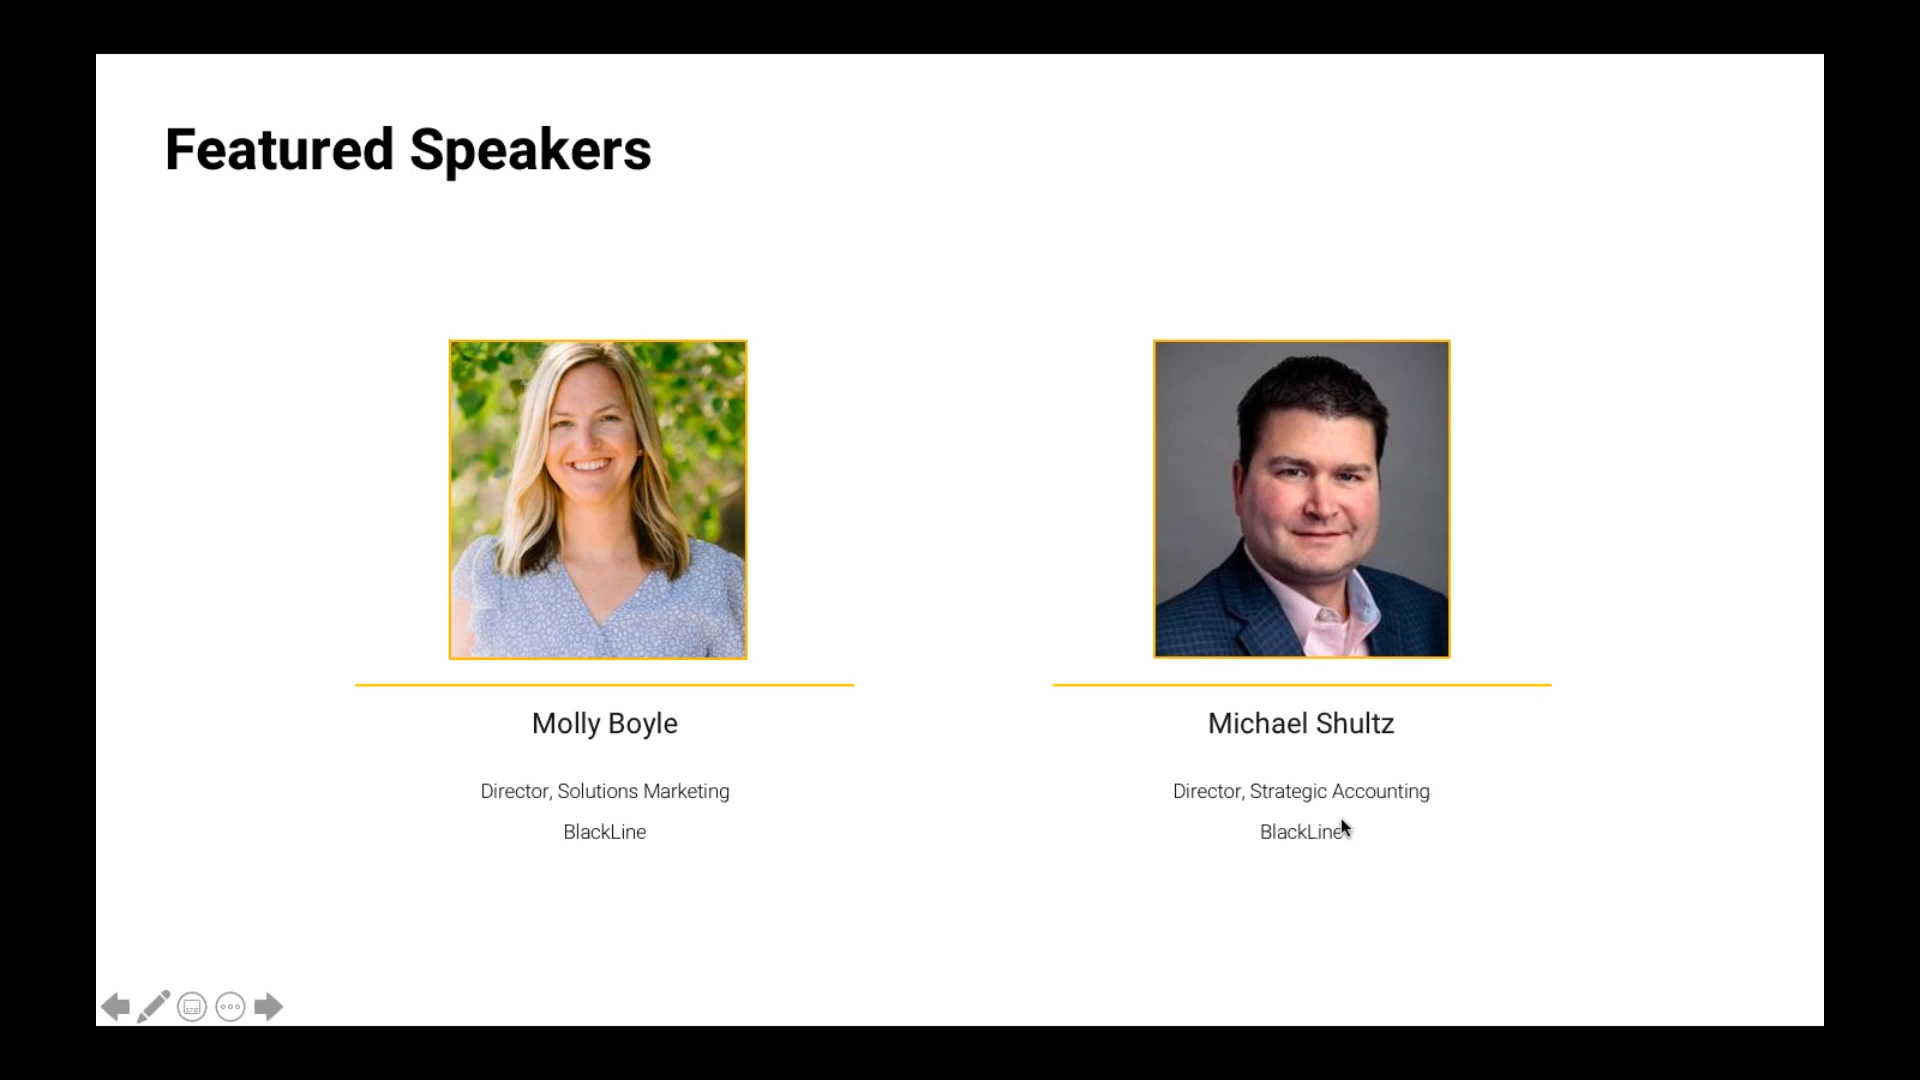 Featured Speakers
Molly Boyle
Director, Solutions Marketing
BlackLine
Michael Shultz
Director, Strategic Accounting
BlackLine